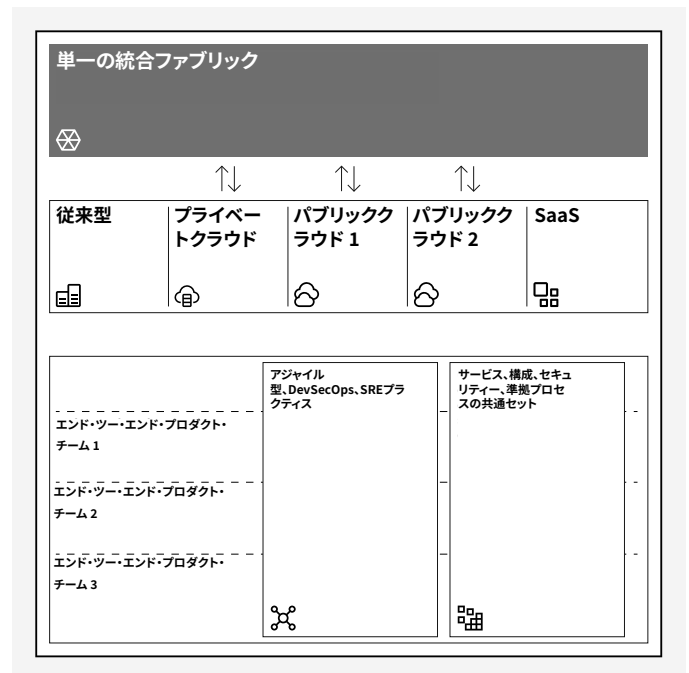 単一の統合ファブリック
従来型
プライベー
トクラウド
パブリックク
ラウド 1
パブリックク
ラウド 2
SaaS
アジャイル
型、DevSecOps、SREプラ
クティス
サービス、構成、セキュ
リティー、準拠プロセ
スの共通セット
エンド・ツー・エンド・プロダクト・
チーム 1
エンド・ツー・エンド・プロダクト・
チーム 2
エンド・ツー・エンド・プロダクト・
チーム 3